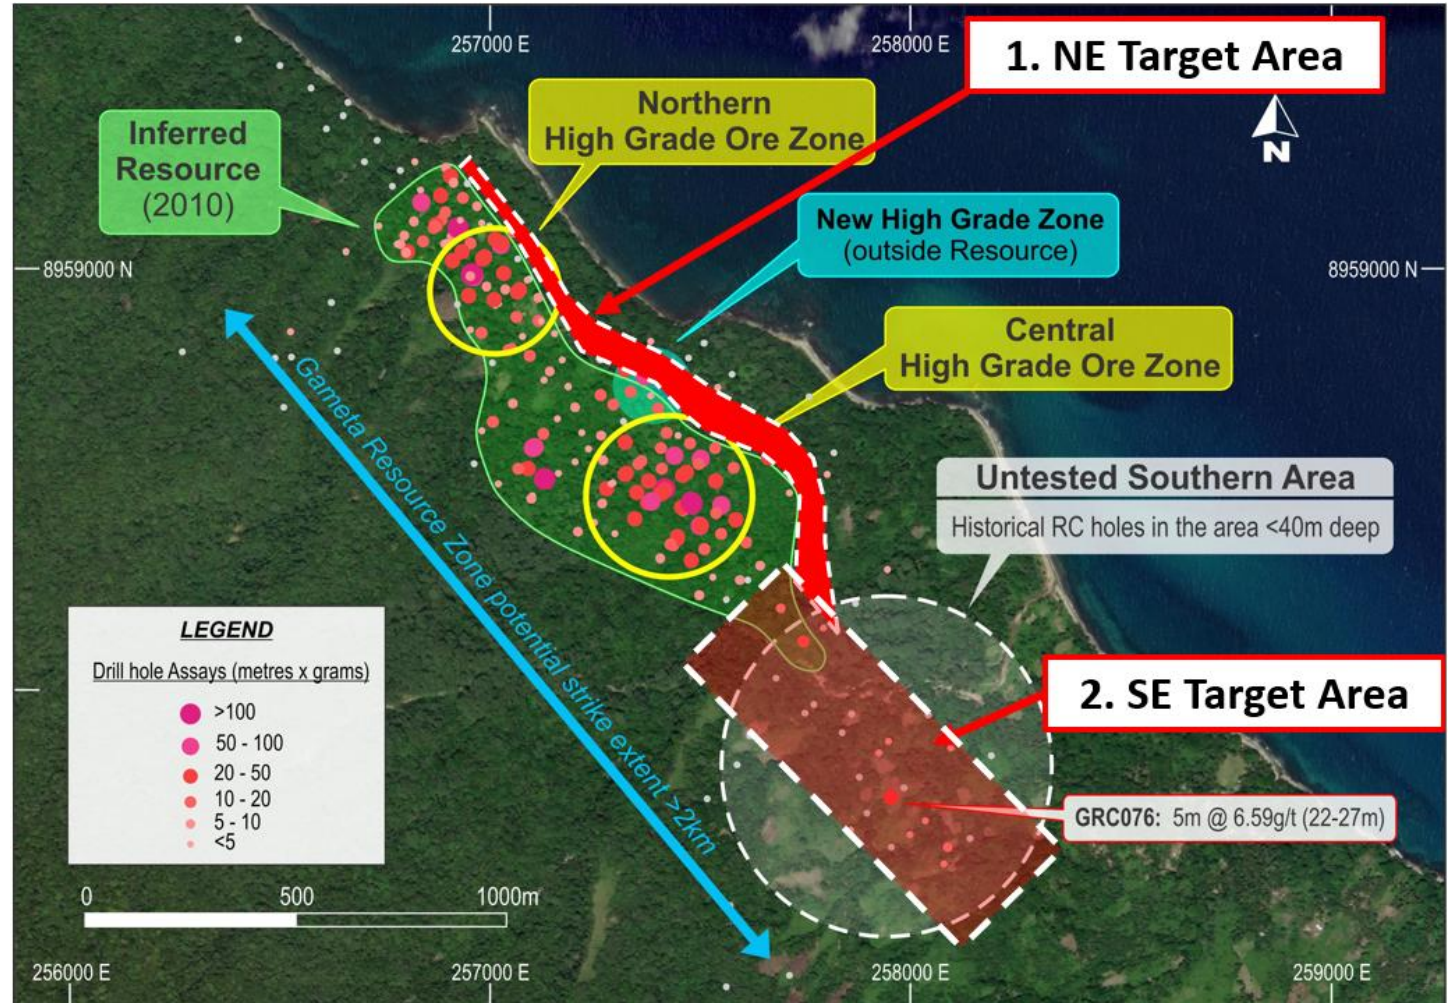 257000 E
258000 E
1. NE Target Area
N
Northern
High Grade Ore Zone
Inferred
Resource
(2010)
New High Grade Zone
(outside Resource)
8959000 N
8959000 N
Central
High Grade Ore Zone
Gameta Resource Zone potential strike extent >2km
Untested Southern Area
Historical RC holes in the area <40m deep
LEGEND
Drill hole Assays (metres x grams)
>100
50 - 100
20 - 50
10 - 20
5 - 10
<5
2. SE Target Area
GRC076: 5m @ 6.59g/t (22-27m)
0 500 1000m
256000 E
257000 E
258000 E
259000 E